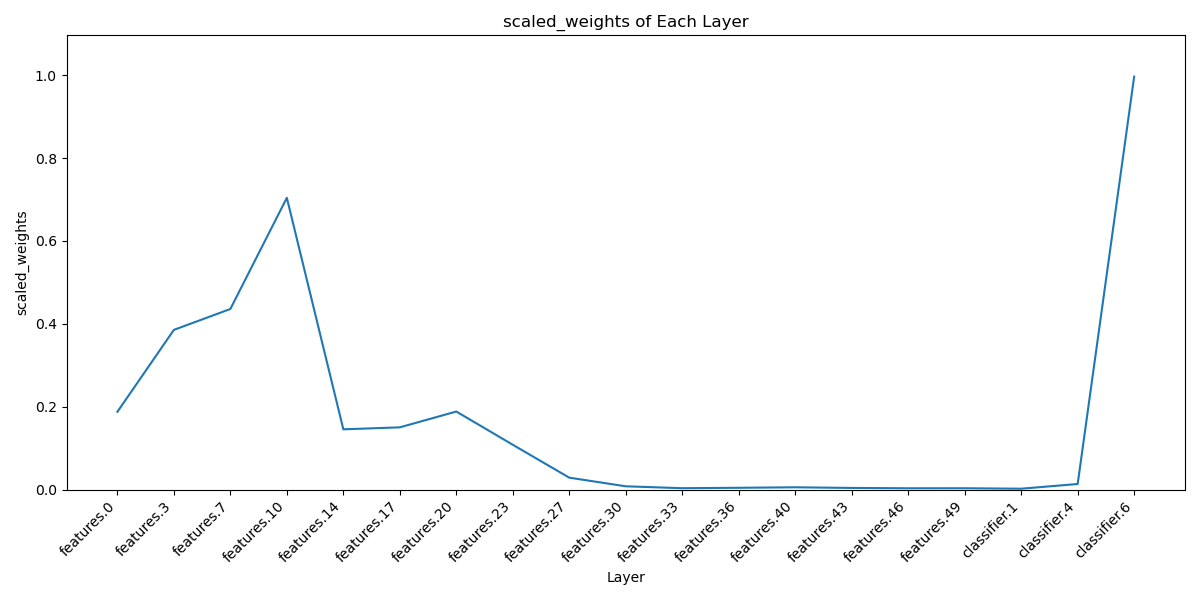 scaled_weights of Each Layer
scaled_weights
1.0
0.8
0.6
0.4
0.2
0.0
features.0
features.3
features.7
features.10
features.14
features.17
features.20
features.23
features.27
features.30
features.33
features.36
features.40
features.43
features.46
features.49
classifier.1
classifier.4
classifier.6
Layer